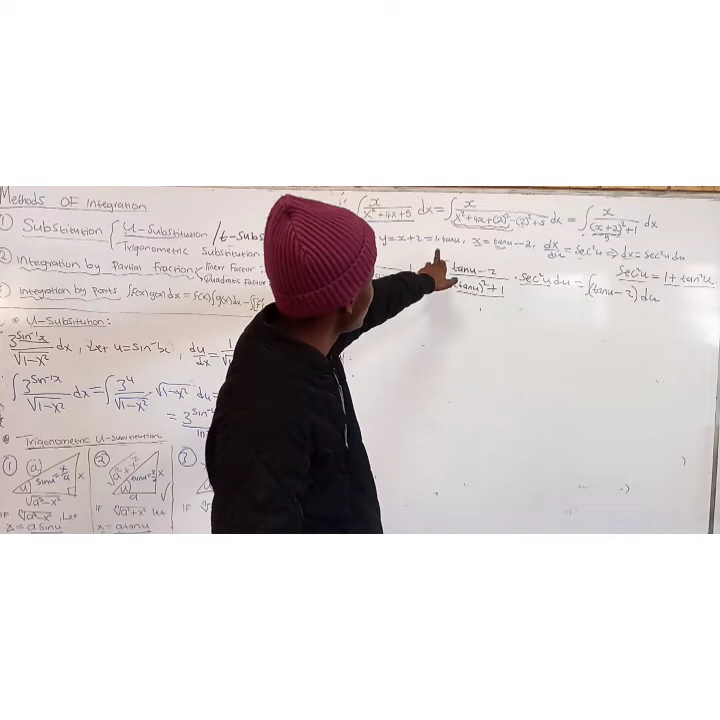 Methods OF Integration
① Substitution { U-Substitution / t-Subs
Trigonometric Substitution
② Integration by Partial Fractions linear Factor:
Quadratic Factor
Integration by Parts ∫f(x)g(x)dx = f(x)∫g(x)dx - ∫[f'(
U-Substitution:
3^sin⁻¹x/√(1-x²) dx, Let u = sin⁻¹x, du/dx = 1/√
∫ 3^sin⁻¹x/√(1-x²) dx = ∫ 3^u/√(1-x²) · √(1-x²) du =
= 3^sin⁻¹
- Trigonometric U-substitution
① (a) sinu = x/a x
u √(a²-x²)
IF √(a²-x²), Let
x = a sinu
② √(a²+x²) tanu = x/a x
u a
IF √(a²+x²) let
x = a tanu
③
∫ x/(x²+4x+5) dx = ∫ x/(x²+4x+(2)²-(2)²+5) dx = ∫ x/((x+2)²+1) dx
y = x+2 = 1·tanu, x = tanu-2, dx/du = sec²u ⇒ dx = sec²u du
tanu-2/(tanu)²+1 · sec²u du = ∫(tanu-2) du
sec²u = 1+tan²u